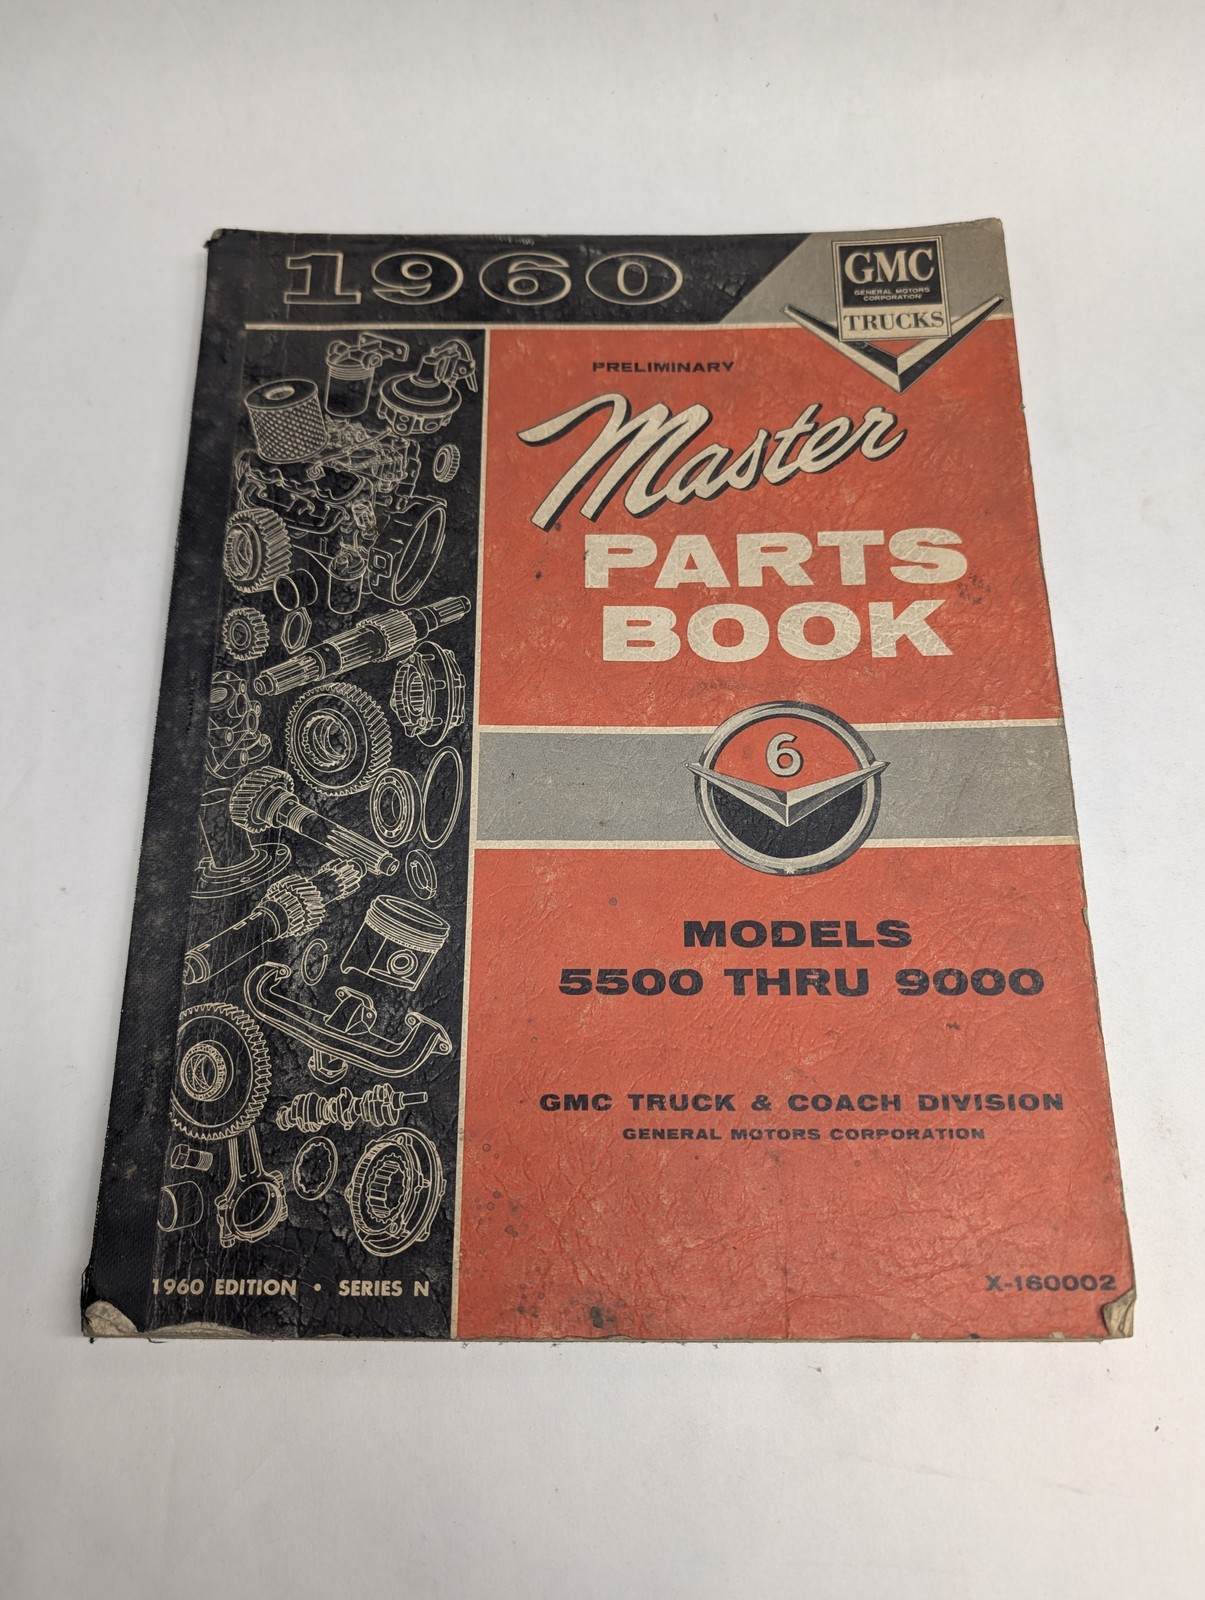 1960
GMC
GENERAL MOTORS
CORPORATION
TRUCKS
PRELIMINARY
Master
PARTS
BOOK
6
MODELS
5500 THRU 9000
GMC TRUCK & COACH DIVISION
GENERAL MOTORS CORPORATION
1960 EDITION • SERIES N
X-160002